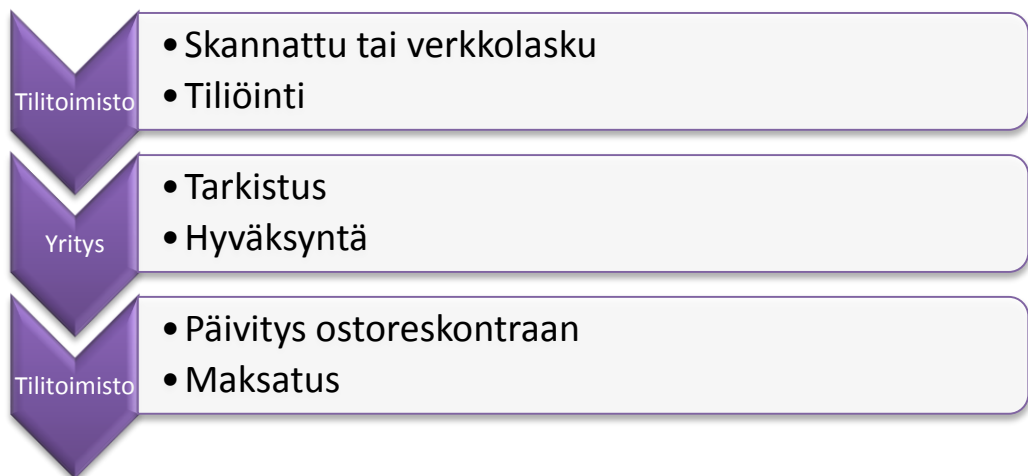 Tilitoimisto
• Skannattu tai verkkolasku
• Tiliöinti
Yritys
• Tarkistus
• Hyväksyntä
Tilitoimisto
• Päivitys ostoreskontraan
• Maksatus